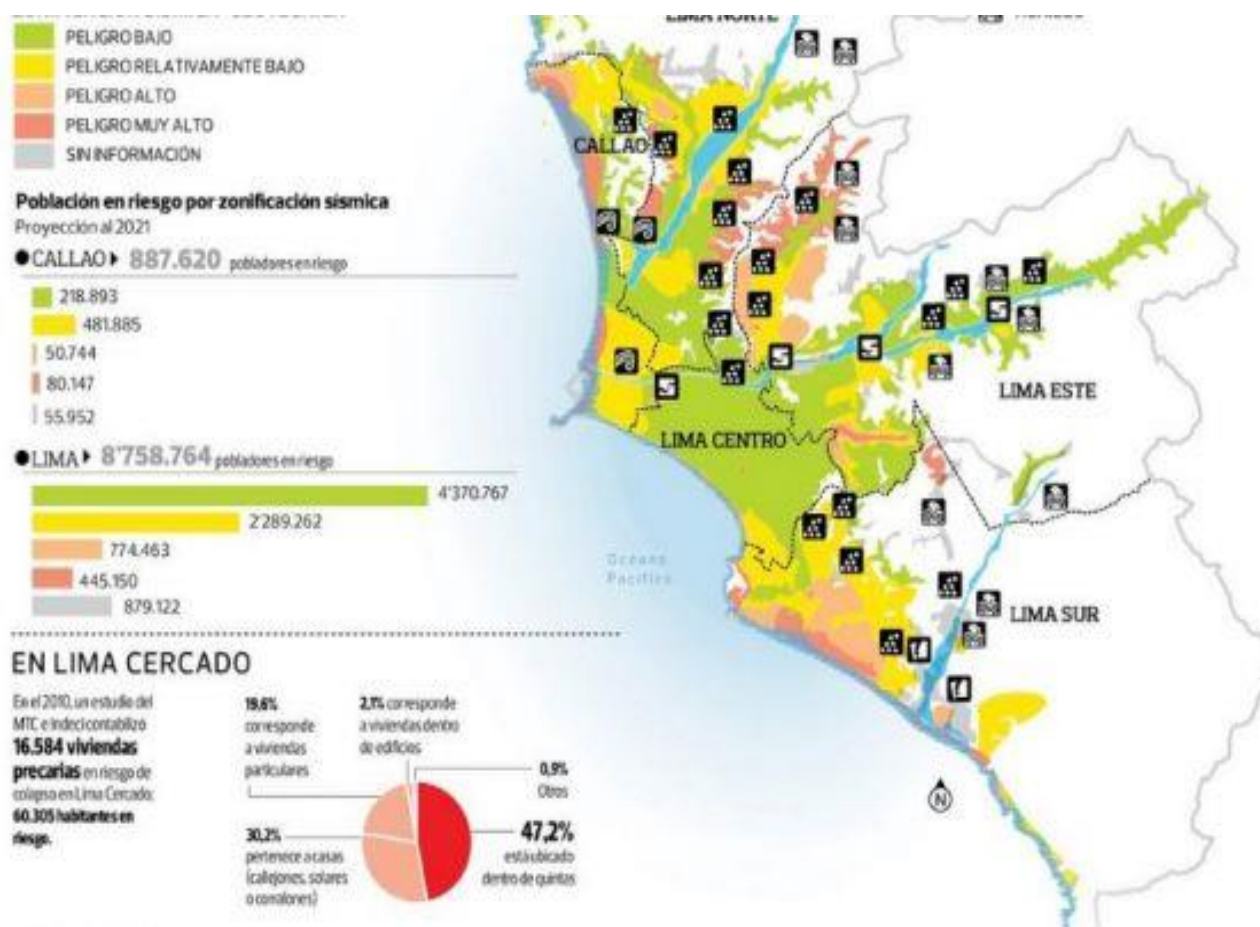 PELIGRO BAJO
PELIGRO RELATIVAMENTE BAJO
PELIGRO ALTO
PELIGRO MUY ALTO
SIN INFORMACIÓN
Población en riesgo por zonificación sísmica
Proyección al 2021
CALLAO 887.620 pobladores en riesgo
218.893
481.885
50.744
80.147
55.952
LIMA 8'758.764 pobladores en riesgo
4'370.767
2'289.262
774.463
445.150
879.122
EN LIMA CERCADO
En el 2010, un estudio del
MTC e Indeci contabilizó
16.584 viviendas
precarias en riesgo de
colapso en Lima Cercado:
60.305 habitantes en
riesgo.
19,6%
corresponde
a viviendas
particulares
2,1% corresponde
a viviendas dentro
de edificios
0,9%
Otros
30,2%
pertenece a casas
(callejones, solares
o corralones)
47,2%
está ubicado
dentro de quintas
LIMA NORTE
CALLAO
LIMA ESTE
LIMA CENTRO
Océano
Pacífico
LIMA SUR
N